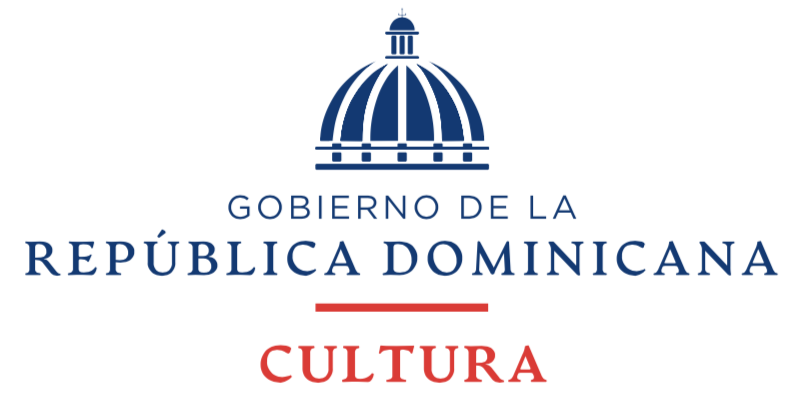 GOBIERNO DE LA
REPÚBLICA DOMINICANA
CULTURA